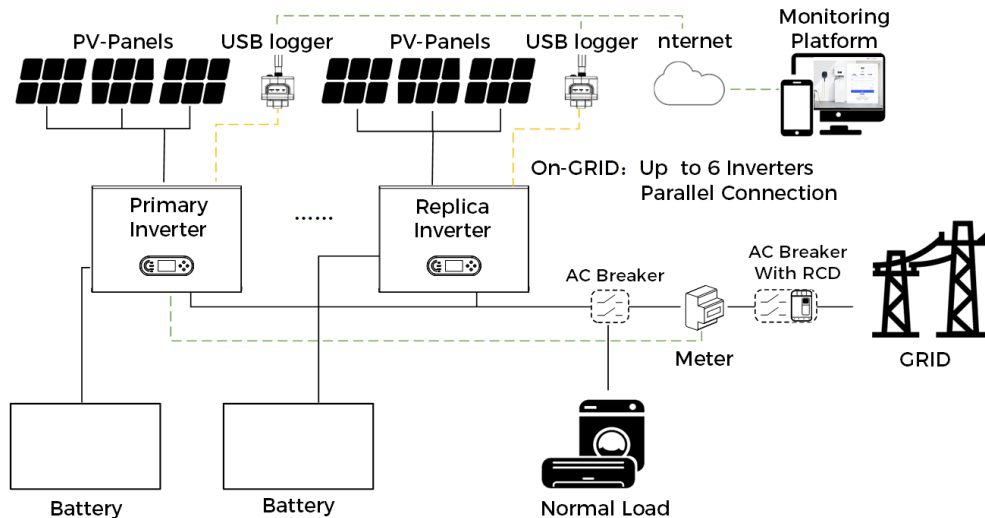 PV-Panels
USB logger
PV-Panels
USB logger
nternet
Monitoring
Platform
On-GRID: Up to 6 Inverters
Parallel Connection
Primary
Inverter
......
Replica
Inverter
AC Breaker
AC Breaker
With RCD
Meter
GRID
Battery
Battery
Normal Load